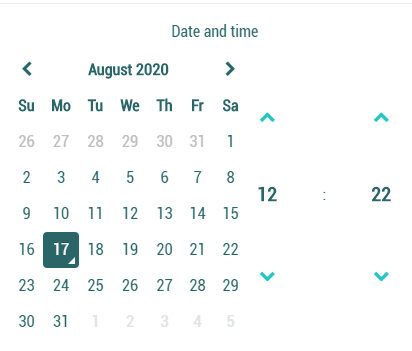 Date and time
August 2020
Su Mo Tu We Th Fr Sa
26 27 28 29 30 31 1
2 3 4 5 6 7 8
9 10 11 12 13 14 15
16 17 18 19 20 21 22
23 24 25 26 27 28 29
30 31 1 2 3 4 5
12 : 22